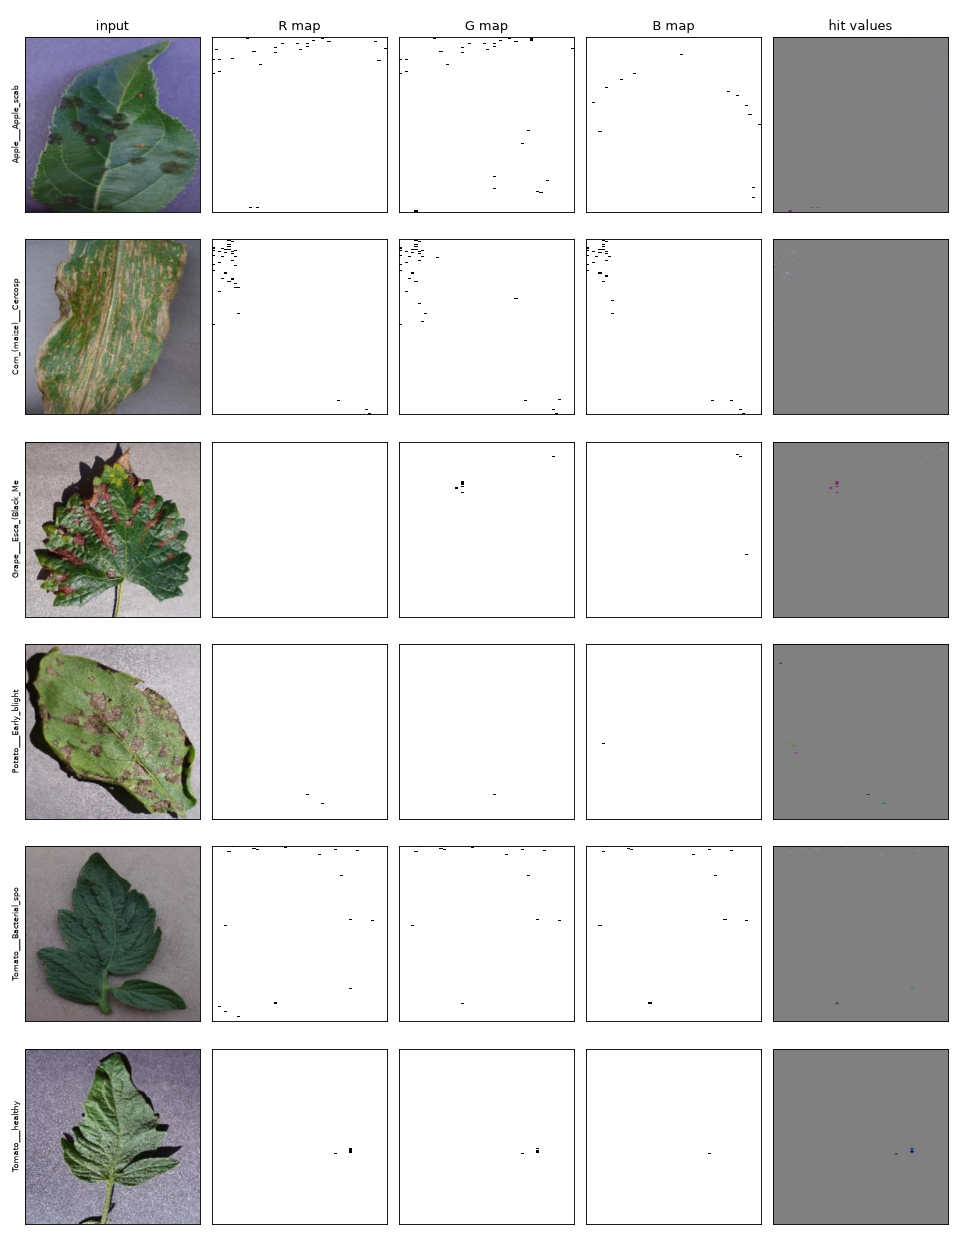 input R map G map B map hit values
Apple___Apple_scab
Corn_(maize)___Cercosp
Grape___Esca_(Black_Me
Potato___Early_blight
Tomato___Bacterial_spo
Tomato___healthy